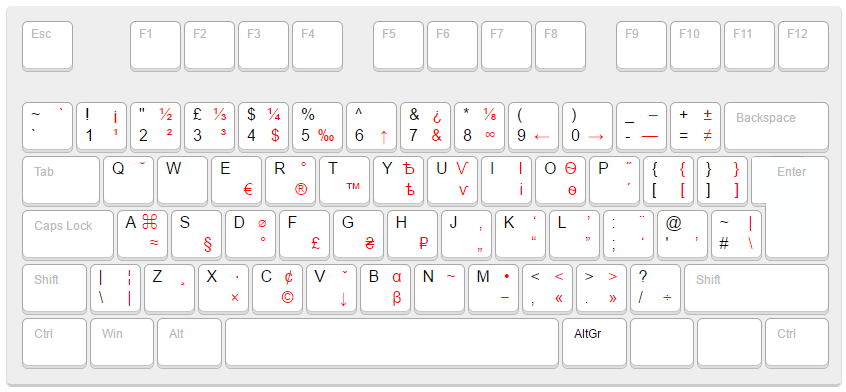 Esc F1 F2 F3 F4 F5 F6 F7 F8 F9 F10 F11 F12
~ ` ! ¡ " ½ £ ⅓ $ ¼ % ^ & ¿ * ⅛ ( ) _ – + ± Backspace
` 1 ¹ 2 ² 3 ³ 4 $ 5 ‰ 6 ↑ 7 & 8 ∞ 9 ← 0 → - — = ≠
Tab Q ˘ W E R ° T Y Ѣ U Ѵ I І O Ѳ P ˝ { { } } Enter
€ ® ™ ѣ ѵ і ѳ ´ [ [ ] ]
Caps Lock A ⌘ S D ⌀ F G H J ‚ K ‘ L ’ : ¨ @ ~ |
≈ § ° £ ₴ ₽ „ “ ” ; ‘ ' ’ # \
Shift | ¦ Z ¸ X · C ¢ V ˇ B α N ~ M • < < > > ? Shift
\ | × © ↓ β − , « . » / ÷
Ctrl Win Alt AltGr Ctrl